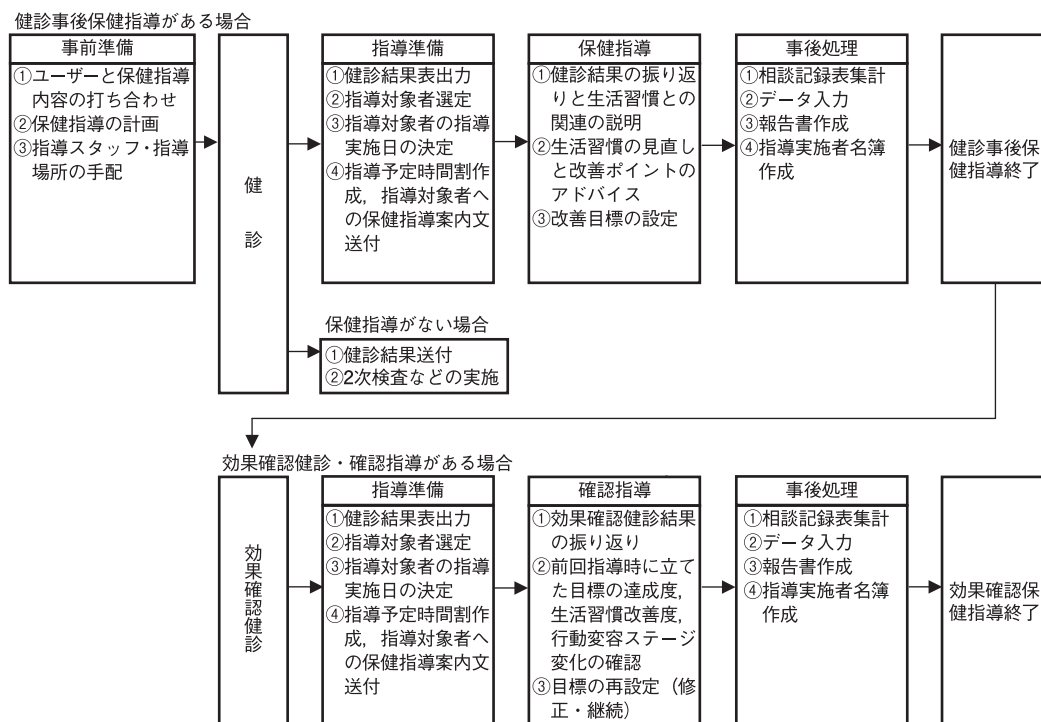 健診事後保健指導がある場合
事前準備
①ユーザーと保健指導
内容の打ち合わせ
②保健指導の計画
③指導スタッフ・指導
場所の手配
健
診
指導準備
①健診結果表出力
②指導対象者選定
③指導対象者の指導
実施日の決定
④指導予定時間割作
成，指導対象者へ
の保健指導案内文
送付
保健指導
①健診結果の振り返
りと生活習慣との
関連の説明
②生活習慣の見直し
と改善ポイントの
アドバイス
③改善目標の設定
事後処理
①相談記録表集計
②データ入力
③報告書作成
④指導実施者名簿
作成
健診事後保
健指導終了
保健指導がない場合
①健診結果送付
②2次検査などの実施
効果確認健診・確認指導がある場合
効果確認健診
指導準備
①健診結果表出力
②指導対象者選定
③指導対象者の指導
実施日の決定
④指導予定時間割作
成，指導対象者へ
の保健指導案内文
送付
確認指導
①効果確認健診結果
の振り返り
②前回指導時に立て
た目標の達成度，
生活習慣改善度，
行動変容ステージ
変化の確認
③目標の再設定（修
正・継続）
事後処理
①相談記録表集計
②データ入力
③報告書作成
④指導実施者名簿
作成
効果確認保
健指導終了